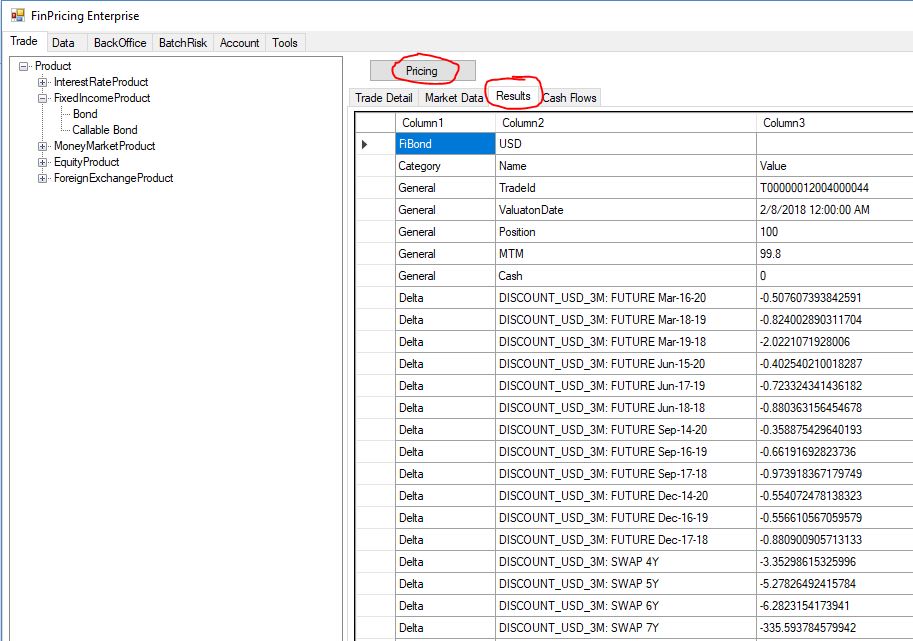 FinPricing Enterprise
Trade Data BackOffice BatchRisk Account Tools
Product
InterestRateProduct
FixedIncomeProduct
Bond
Callable Bond
MoneyMarketProduct
EquityProduct
ForeignExchangeProduct
Pricing
Trade Detail Market Data Results Cash Flows
Column1 Column2 Column3
FiBond USD
Category Name Value
General TradeId T00000012004000044
General ValuatonDate 2/8/2018 12:00:00 AM
General Position 100
General MTM 99.8
General Cash 0
Delta DISCOUNT_USD_3M: FUTURE Mar-16-20 -0.507607393842591
Delta DISCOUNT_USD_3M: FUTURE Mar-18-19 -0.824002890311704
Delta DISCOUNT_USD_3M: FUTURE Mar-19-18 -2.0221071928006
Delta DISCOUNT_USD_3M: FUTURE Jun-15-20 -0.402540210018287
Delta DISCOUNT_USD_3M: FUTURE Jun-17-19 -0.723324341436182
Delta DISCOUNT_USD_3M: FUTURE Jun-18-18 -0.880363156454678
Delta DISCOUNT_USD_3M: FUTURE Sep-14-20 -0.358875429640193
Delta DISCOUNT_USD_3M: FUTURE Sep-16-19 -0.66191692823736
Delta DISCOUNT_USD_3M: FUTURE Sep-17-18 -0.973918367179749
Delta DISCOUNT_USD_3M: FUTURE Dec-14-20 -0.554072478138323
Delta DISCOUNT_USD_3M: FUTURE Dec-16-19 -0.556610567059579
Delta DISCOUNT_USD_3M: FUTURE Dec-17-18 -0.880900905713133
Delta DISCOUNT_USD_3M: SWAP 4Y -3.35298615325996
Delta DISCOUNT_USD_3M: SWAP 5Y -5.27826492415784
Delta DISCOUNT_USD_3M: SWAP 6Y -6.2823154173941
Delta DISCOUNT_USD_3M: SWAP 7Y -335.593784579942